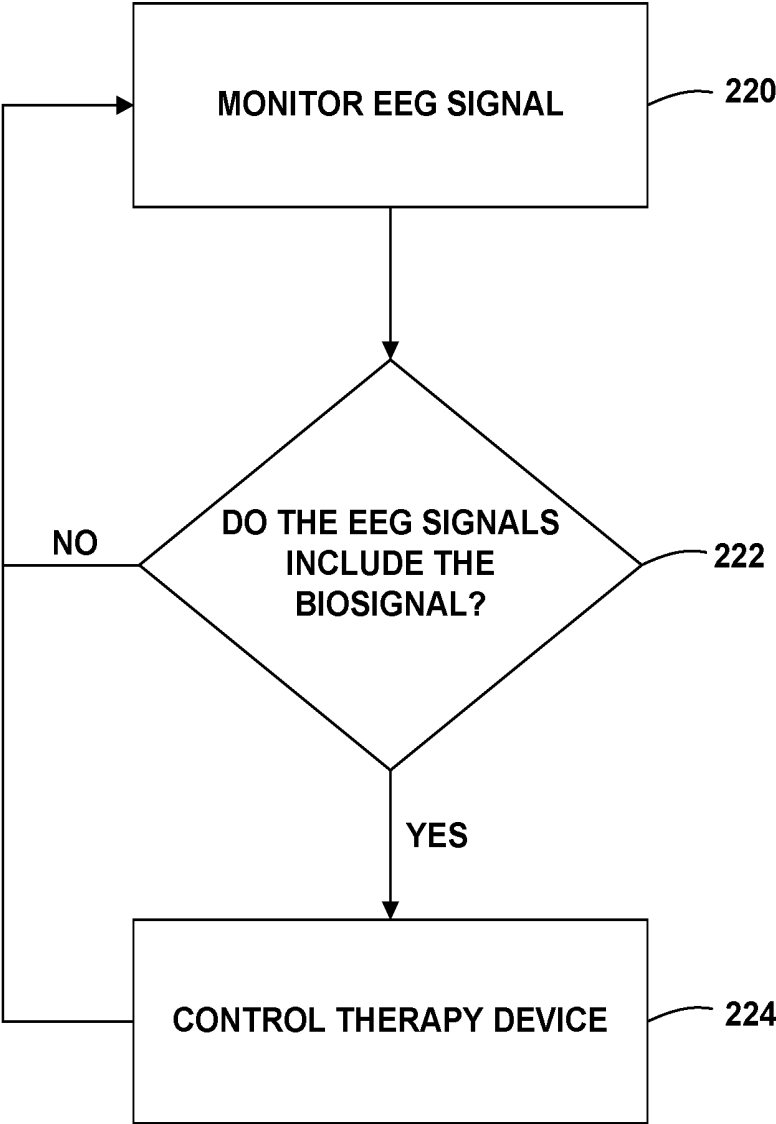 MONITOR EEG SIGNAL
220
DO THE EEG SIGNALS
INCLUDE THE
BIOSIGNAL?
NO
222
YES
CONTROL THERAPY DEVICE
224